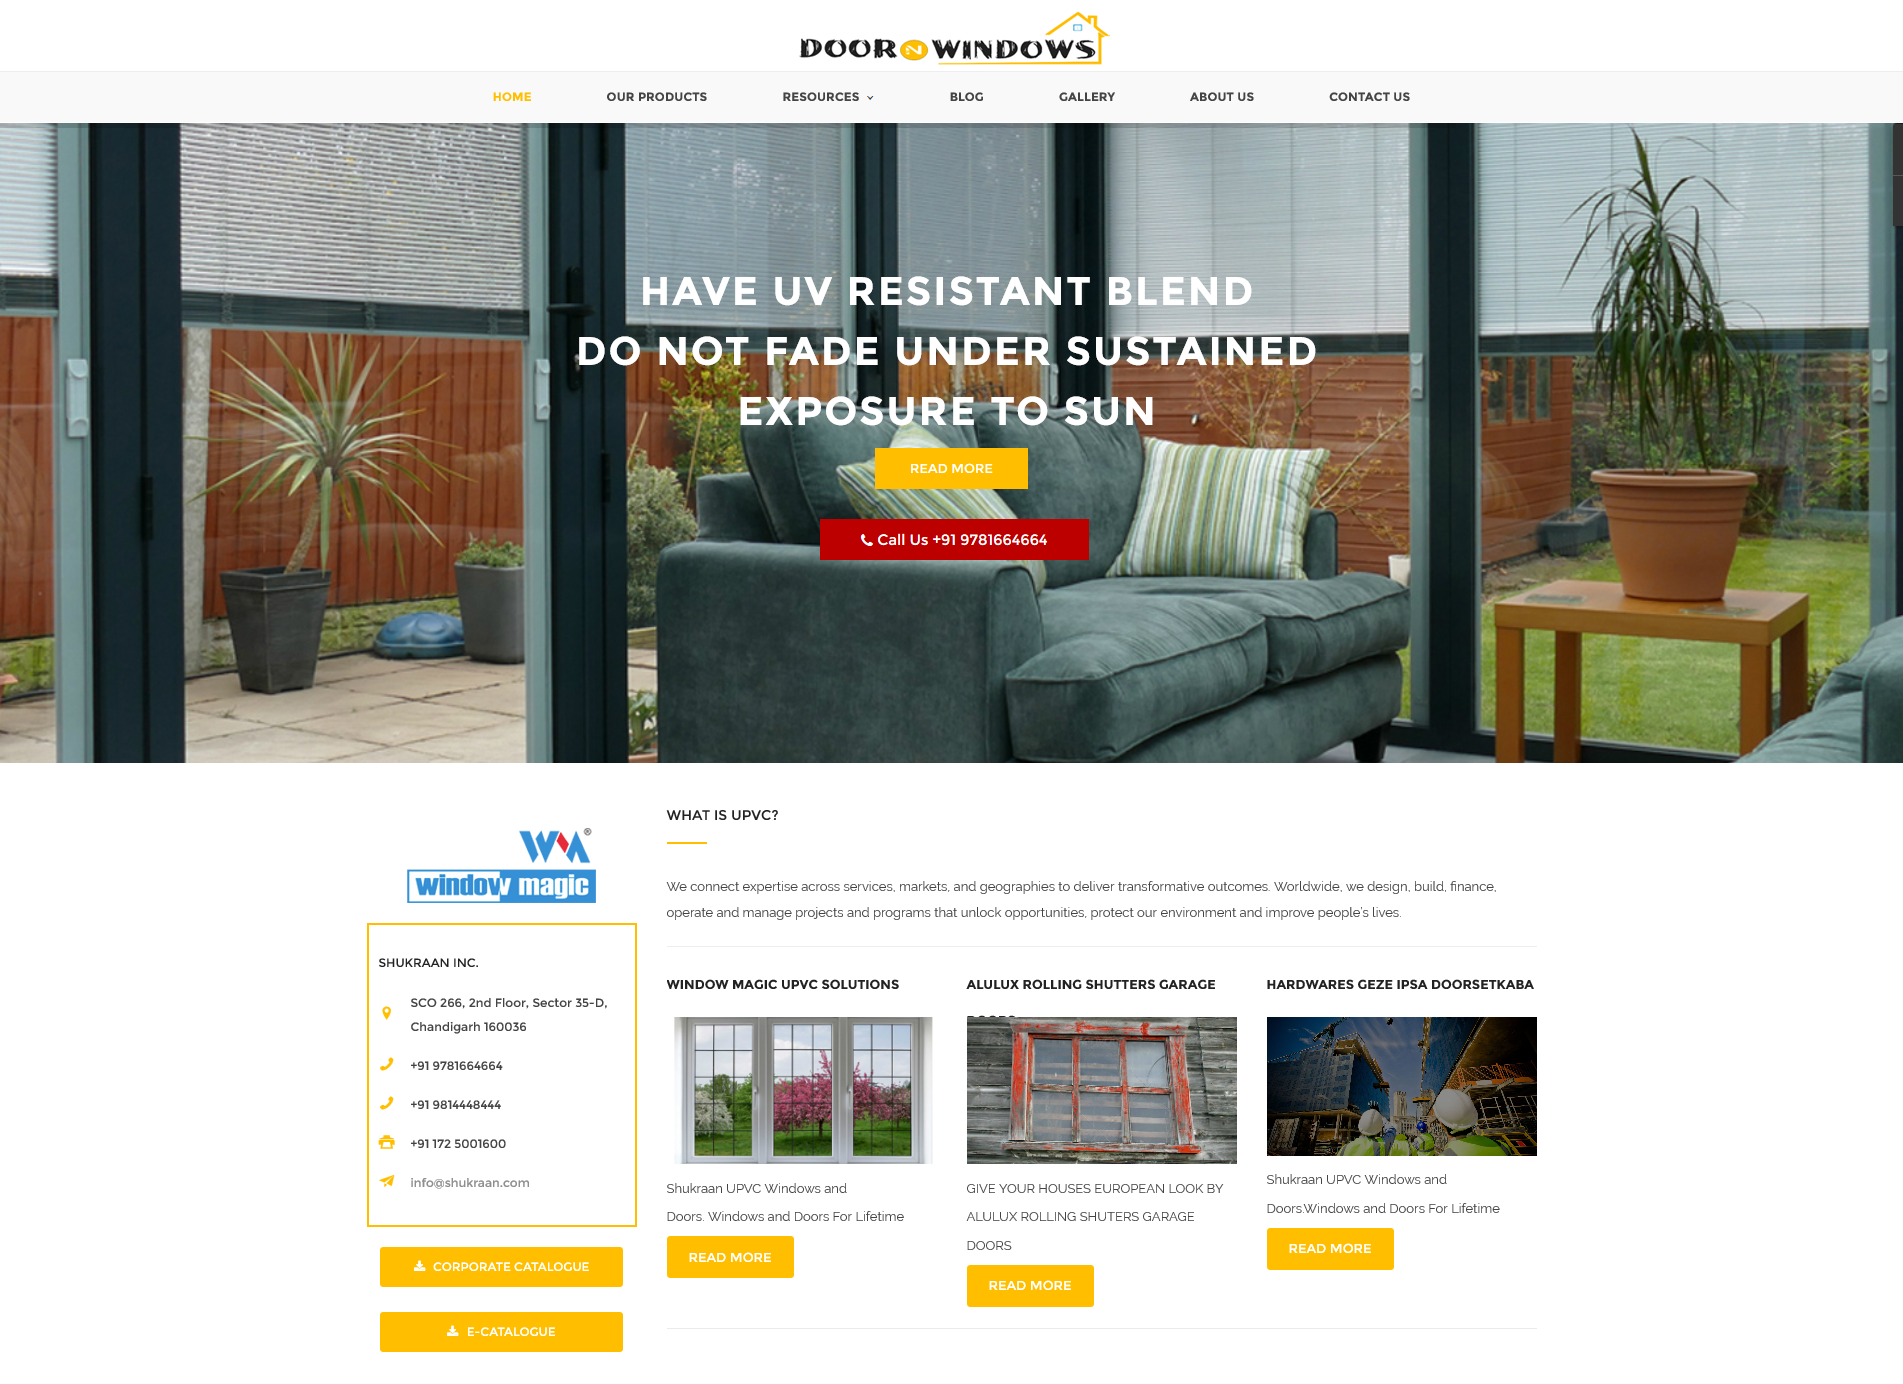 DOOR N WINDOWS
HOME
OUR PRODUCTS
RESOURCES
BLOG
GALLERY
ABOUT US
CONTACT US
HAVE UV RESISTANT BLEND
DO NOT FADE UNDER SUSTAINED
EXPOSURE TO SUN
READ MORE
Call Us +91 9781664664
WM®
window magic
SHUKRAAN INC.
SCO 266, 2nd Floor, Sector 35-D,
Chandigarh 160036
+91 9781664664
+91 9814448444
+91 172 5001600
info@shukraan.com
CORPORATE CATALOGUE
E-CATALOGUE
WHAT IS UPVC?
We connect expertise across services, markets, and geographies to deliver transformative outcomes. Worldwide, we design, build, finance,
operate and manage projects and programs that unlock opportunities, protect our environment and improve people's lives.
WINDOW MAGIC UPVC SOLUTIONS
Shukraan UPVC Windows and
Doors. Windows and Doors For Lifetime
READ MORE
ALULUX ROLLING SHUTTERS GARAGE
GIVE YOUR HOUSES EUROPEAN LOOK BY
ALULUX ROLLING SHUTERS GARAGE
DOORS
READ MORE
HARDWARES GEZE IPSA DOORSETKABA
Shukraan UPVC Windows and
Doors.Windows and Doors For Lifetime
READ MORE